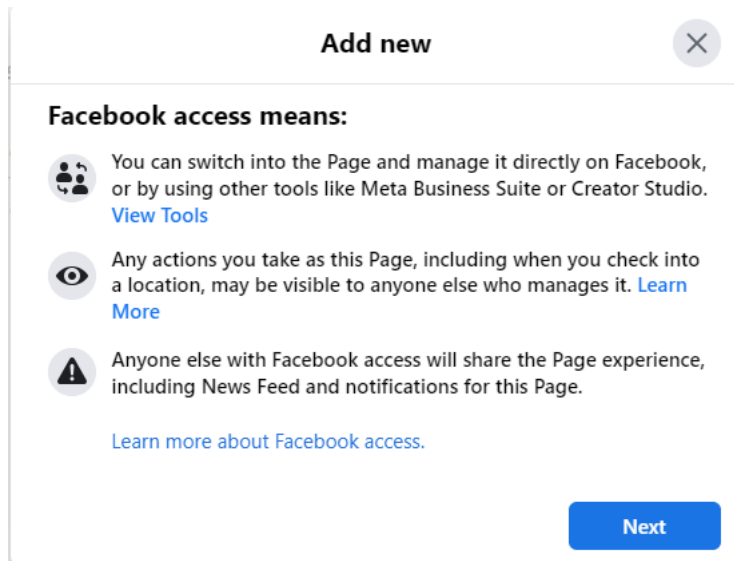 Add new
Facebook access means:
You can switch into the Page and manage it directly on Facebook,
or by using other tools like Meta Business Suite or Creator Studio.
View Tools
Any actions you take as this Page, including when you check into
a location, may be visible to anyone else who manages it. Learn
More
Anyone else with Facebook access will share the Page experience,
including News Feed and notifications for this Page.
Learn more about Facebook access.
Next